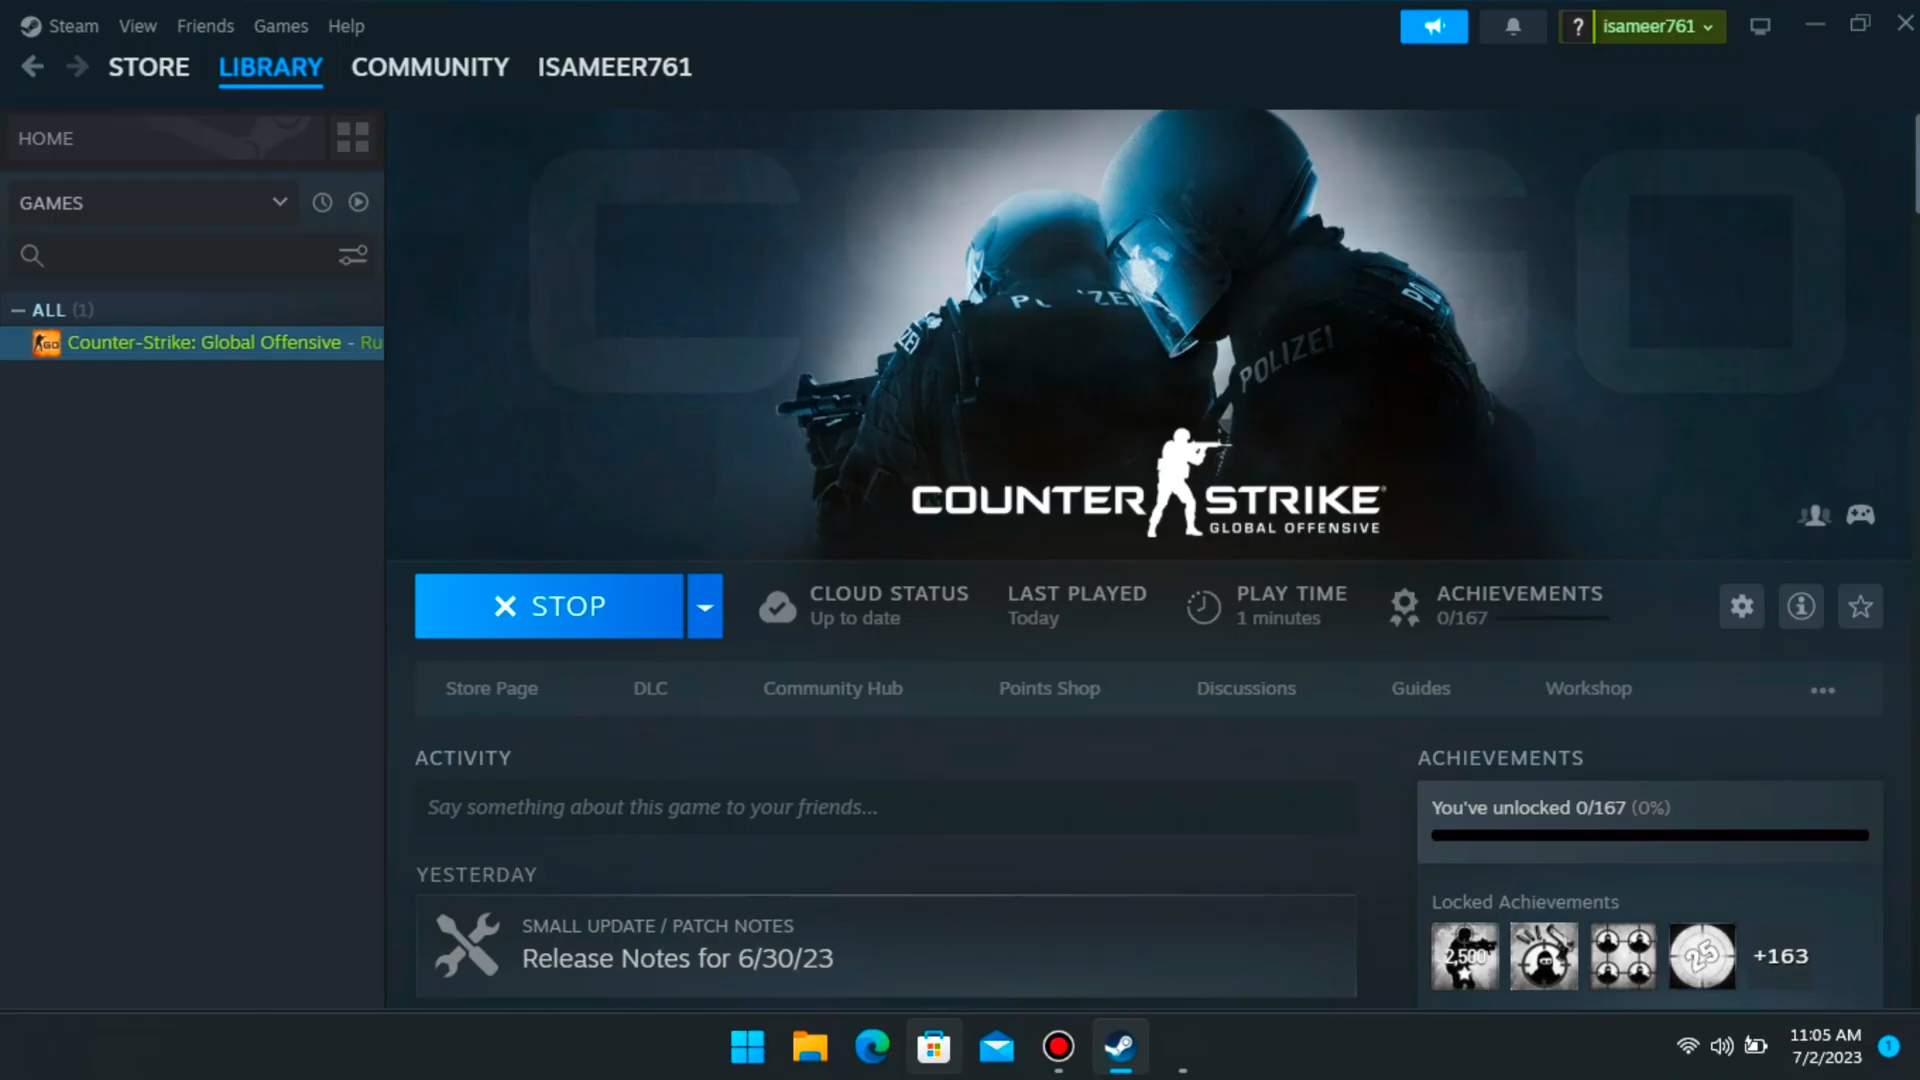 Steam View Friends Games Help
? isameer761
STORE LIBRARY COMMUNITY ISAMEER761
HOME
GAMES
— ALL (1)
GO Counter-Strike: Global Offensive - Ru
CSGO
POLIZEI
COUNTER STRIKE
GLOBAL OFFENSIVE
STOP
CLOUD STATUS
Up to date
LAST PLAYED
Today
PLAY TIME
1 minutes
ACHIEVEMENTS
0/167
Store Page DLC Community Hub Points Shop Discussions Guides Workshop
ACTIVITY
Say something about this game to your friends...
YESTERDAY
SMALL UPDATE / PATCH NOTES
Release Notes for 6/30/23
ACHIEVEMENTS
You've unlocked 0/167 (0%)
Locked Achievements
2,500
25
+163
11:05 AM
7/2/2023
1